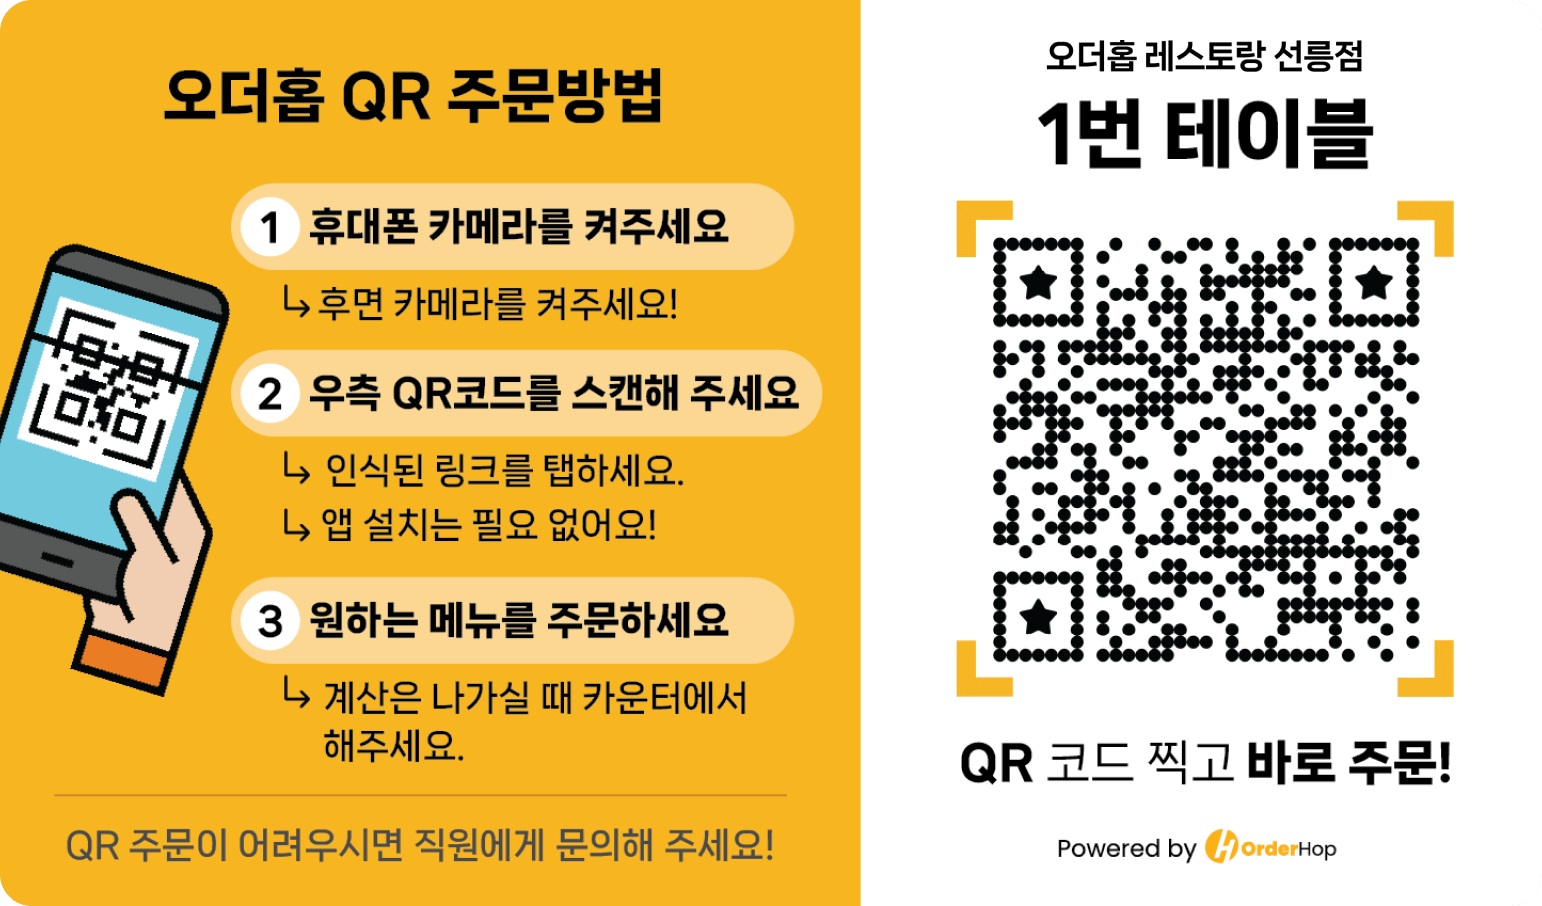 오더홉 QR 주문방법
1 휴대폰 카메라를 켜주세요
↳ 후면 카메라를 켜주세요!
2 우측 QR코드를 스캔해 주세요
↳ 인식된 링크를 탭하세요.
↳ 앱 설치는 필요 없어요!
3 원하는 메뉴를 주문하세요
↳ 계산은 나가실 때 카운터에서
해주세요.
QR 주문이 어려우시면 직원에게 문의해 주세요!
오더홉 레스토랑 선릉점
1번 테이블
QR 코드 찍고 바로 주문!
Powered by OrderHop